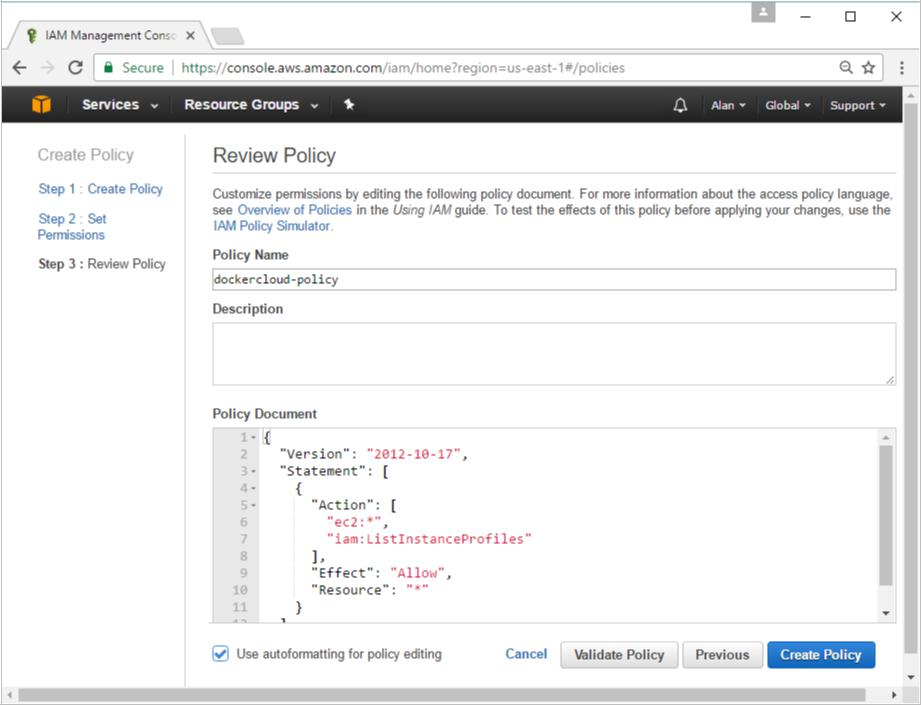 IAM Management Conso
Secure | https://console.aws.amazon.com/iam/home?region=us-east-1#/policies
Services Resource Groups Alan Global Support
Create Policy
Step 1 : Create Policy
Step 2 : Set
Permissions
Step 3 : Review Policy
Review Policy
Customize permissions by editing the following policy document. For more information about the access policy language,
see Overview of Policies in the Using IAM guide. To test the effects of this policy before applying your changes, use the
IAM Policy Simulator.
Policy Name
dockercloud-policy
Description
Policy Document
1 {
2 "Version": "2012-10-17",
3 "Statement": [
4 {
5 "Action": [
6 "ec2:*",
7 "iam:ListInstanceProfiles"
8 ],
9 "Effect": "Allow",
10 "Resource": "*"
11 }
12 ]
Use autoformatting for policy editing Cancel Validate Policy Previous Create Policy